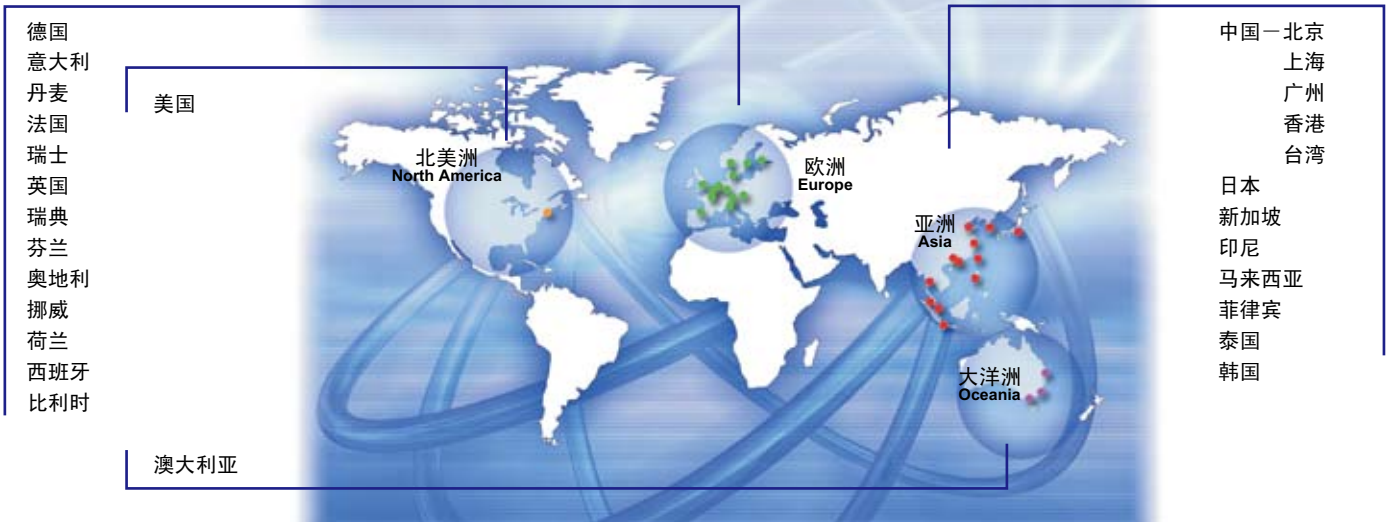 德国
意大利
丹麦
法国
瑞士
英国
瑞典
芬兰
奥地利
挪威
荷兰
西班牙
比利时
美国
澳大利亚
北美洲
North America
欧洲
Europe
亚洲
Asia
大洋洲
Oceania
中国－北京
上海
广州
香港
台湾
日本
新加坡
印尼
马来西亚
菲律宾
泰国
韩国